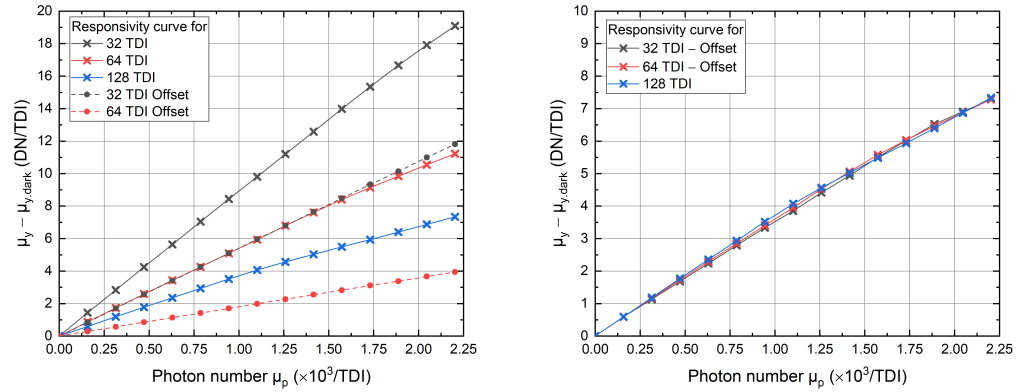 20
18
16
14
12
10
8
6
4
2
0
μy – μy.dark (DN/TDI)
Responsivity curve for
32 TDI
64 TDI
128 TDI
32 TDI Offset
64 TDI Offset
0.00 0.25 0.50 0.75 1.00 1.25 1.50 1.75 2.00 2.25
Photon number μp (×10³/TDI)
10
9
8
7
6
5
4
3
2
1
0
μy – μy.dark (DN/TDI)
Responsivity curve for
32 TDI – Offset
64 TDI – Offset
128 TDI
0.00 0.25 0.50 0.75 1.00 1.25 1.50 1.75 2.00 2.25
Photon number μp (×10³/TDI)